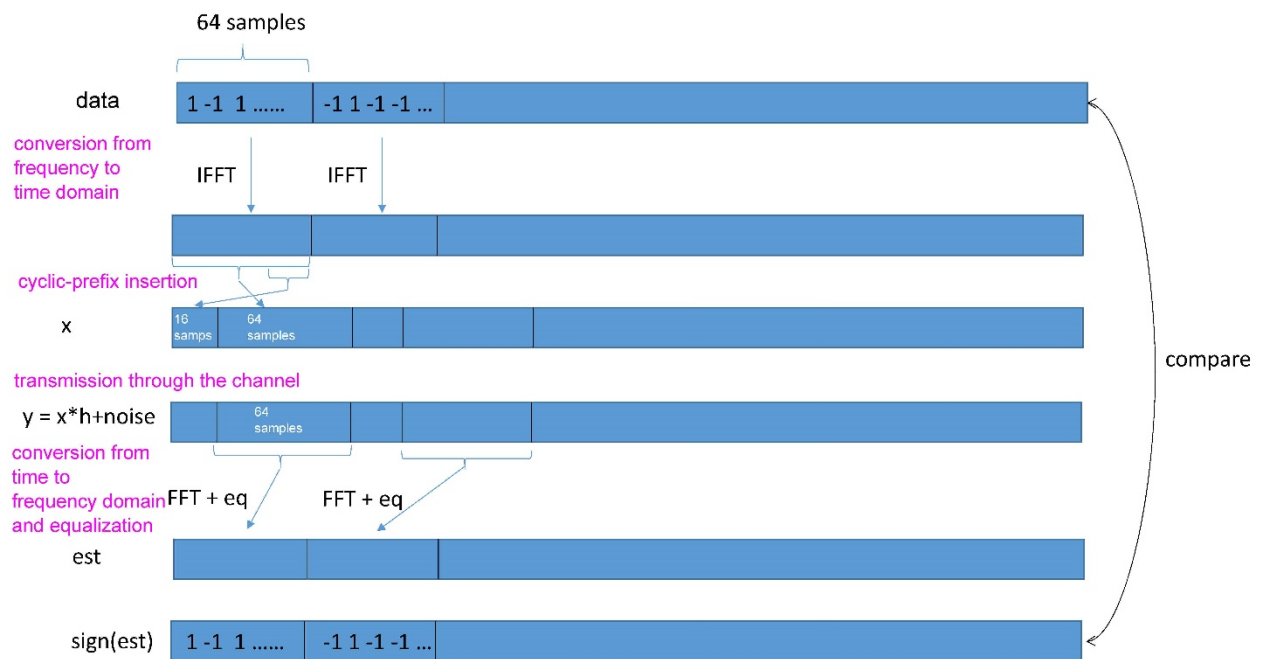 64 samples
data
1 -1 1 ......
-1 1 -1 -1 ...
conversion from
frequency to
time domain
IFFT
IFFT
cyclic-prefix insertion
x
16
samps
64
samples
compare
transmission through the channel
y = x*h+noise
64
samples
conversion from
time to
frequency domain
and equalization
FFT + eq
FFT + eq
est
sign(est)
1 -1 1 ......
-1 1 -1 -1 ...